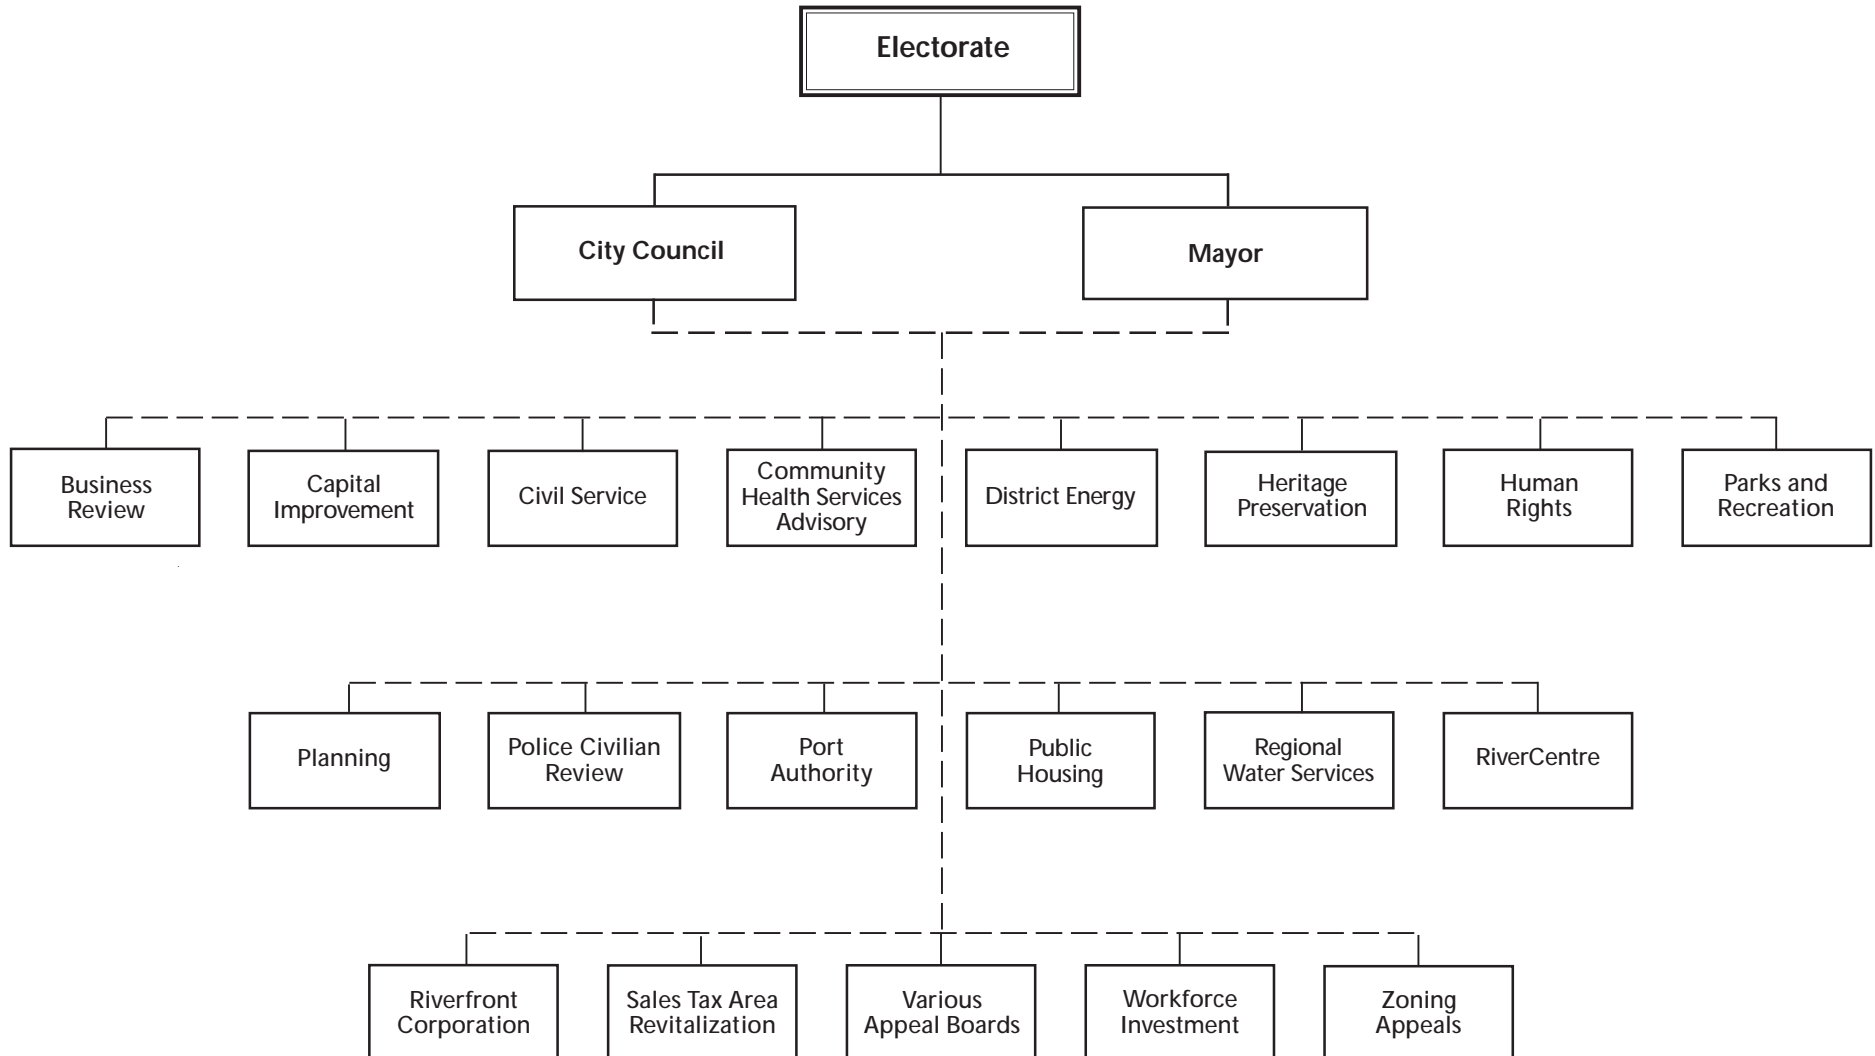 Electorate
City Council
Mayor
Business
Review
Capital
Improvement
Civil Service
Community
Health Services
Advisory
District Energy
Heritage
Preservation
Human
Rights
Parks and
Recreation
Planning
Police Civilian
Review
Port
Authority
Public
Housing
Regional
Water Services
RiverCentre
Riverfront
Corporation
Sales Tax Area
Revitalization
Various
Appeal Boards
Workforce
Investment
Zoning
Appeals